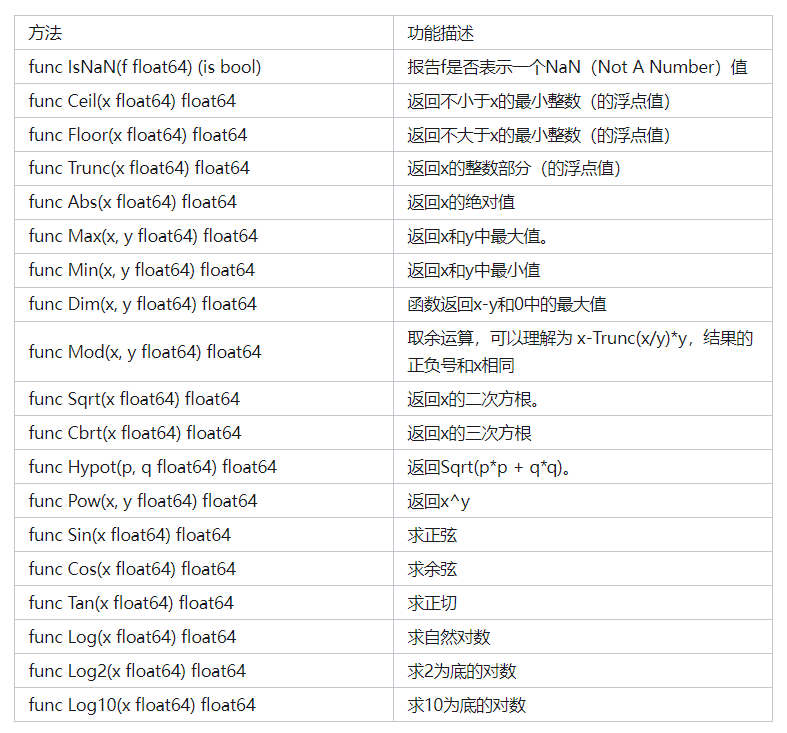 方法 功能描述
func IsNaN(f float64) (is bool) 报告f是否表示一个NaN（Not A Number）值
func Ceil(x float64) float64 返回不小于x的最小整数（的浮点值）
func Floor(x float64) float64 返回不大于x的最小整数（的浮点值）
func Trunc(x float64) float64 返回x的整数部分（的浮点值）
func Abs(x float64) float64 返回x的绝对值
func Max(x, y float64) float64 返回x和y中最大值。
func Min(x, y float64) float64 返回x和y中最小值
func Dim(x, y float64) float64 函数返回x-y和0中的最大值
func Mod(x, y float64) float64 取余运算，可以理解为 x-Trunc(x/y)*y，结果的
正负号和x相同
func Sqrt(x float64) float64 返回x的二次方根。
func Cbrt(x float64) float64 返回x的三次方根
func Hypot(p, q float64) float64 返回Sqrt(p*p + q*q)。
func Pow(x, y float64) float64 返回x^y
func Sin(x float64) float64 求正弦
func Cos(x float64) float64 求余弦
func Tan(x float64) float64 求正切
func Log(x float64) float64 求自然对数
func Log2(x float64) float64 求2为底的对数
func Log10(x float64) float64 求10为底的对数